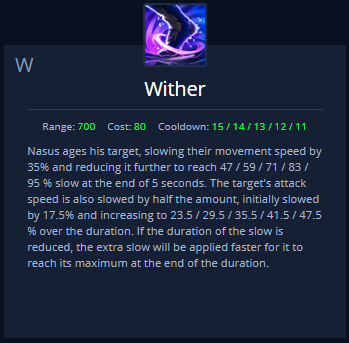 W
Wither
Range: 700 Cost: 80 Cooldown: 15 / 14 / 13 / 12 / 11
Nasus ages his target, slowing their movement speed by
35% and reducing it further to reach 47 / 59 / 71 / 83 /
95 % slow at the end of 5 seconds. The target's attack
speed is also slowed by half the amount, initially slowed
by 17.5% and increasing to 23.5 / 29.5 / 35.5 / 41.5 / 47.5
% over the duration. If the duration of the slow is
reduced, the extra slow will be applied faster for it to
reach its maximum at the end of the duration.